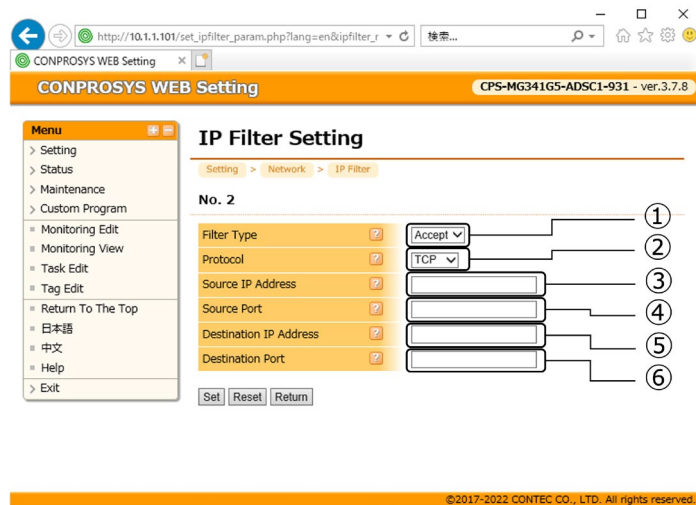 http://10.1.1.101/set_ipfilter_param.php?lang=en&ipfilter_r
検索...
CONPROSYS WEB Setting
CONPROSYS WEB Setting
CPS-MG341G5-ADSC1-931 - ver.3.7.8
Menu
Setting
Status
Maintenance
Custom Program
Monitoring Edit
Monitoring View
Task Edit
Tag Edit
Return To The Top
日本語
中文
Help
Exit
IP Filter Setting
Setting > Network > IP Filter
No. 2
Filter Type ? Accept ①
Protocol ? TCP ②
Source IP Address ? ③
Source Port ? ④
Destination IP Address ? ⑤
Destination Port ? ⑥
Set Reset Return
©2017-2022 CONTEC CO., LTD. All rights reserved.